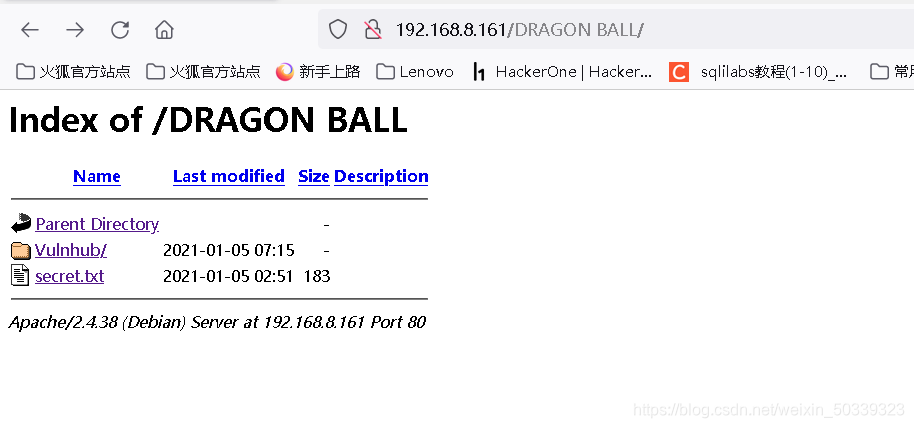 192.168.8.161/DRAGON BALL/
火狐官方站点 火狐官方站点 新手上路 Lenovo HackerOne | Hacker... sqlilabs教程(1-10)_... 常用
Index of /DRAGON BALL
Name Last modified Size Description
Parent Directory -
Vulnhub/ 2021-01-05 07:15 -
secret.txt 2021-01-05 02:51 183
Apache/2.4.38 (Debian) Server at 192.168.8.161 Port 80
https://blog.csdn.net/weixin_50339323